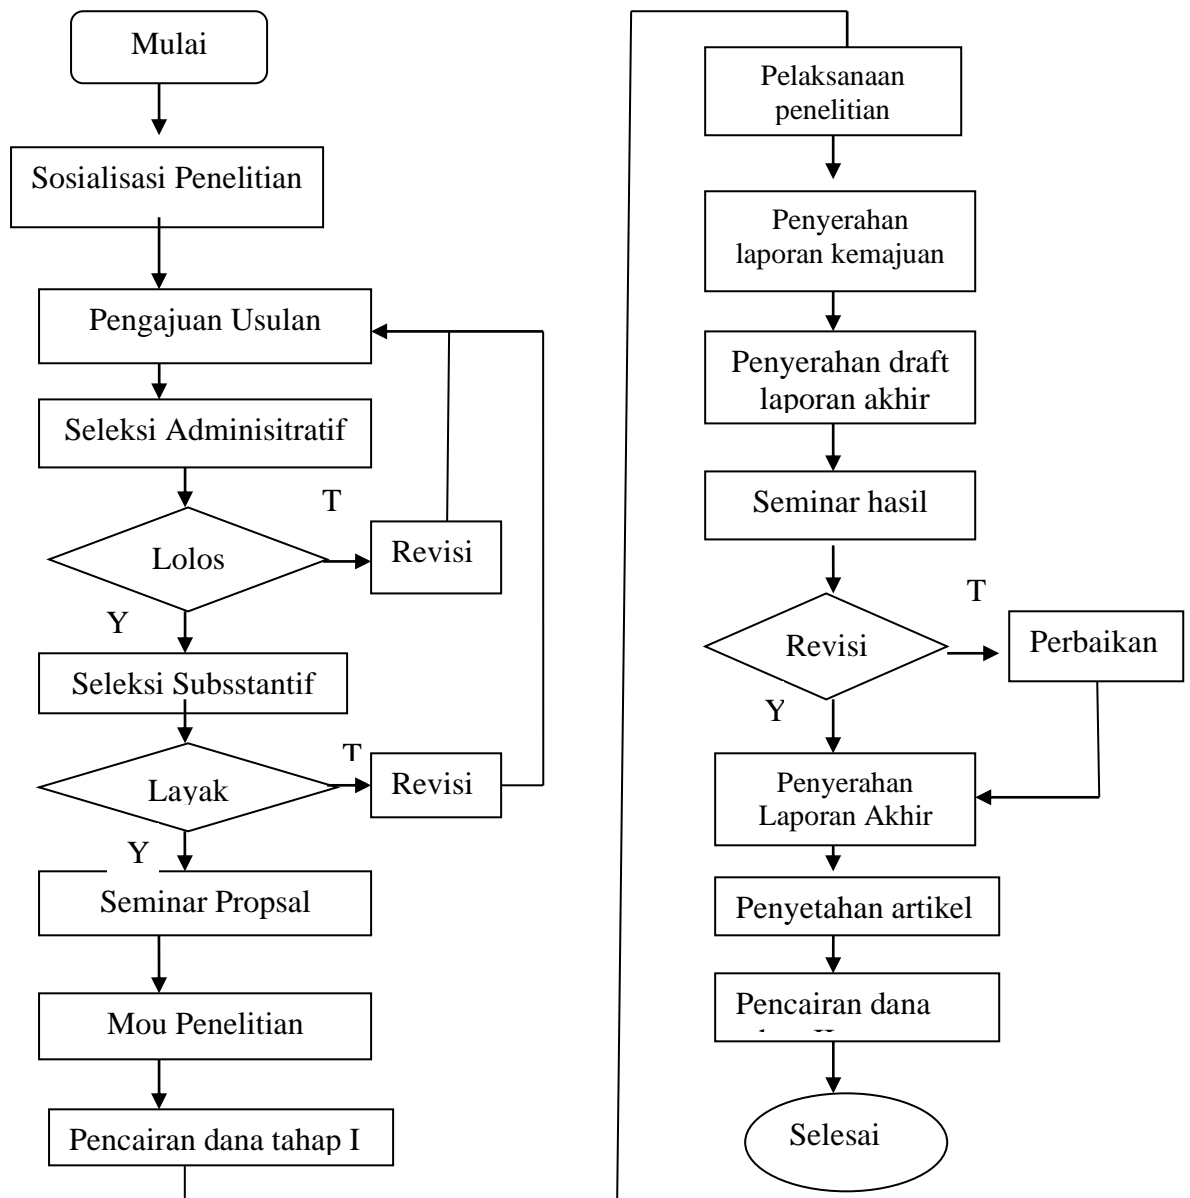 Mulai
Sosialisasi Penelitian
Pengajuan Usulan
Seleksi Adminisitratif
T
Lolos
Revisi
Y
Seleksi Subsstantif
T
Layak
Revisi
Y
Seminar Propsal
Mou Penelitian
Pencairan dana tahap I
Pelaksanaan
penelitian
Penyerahan
laporan kemajuan
Penyerahan draft
laporan akhir
Seminar hasil
T
Revisi
Perbaikan
Y
Penyerahan
Laporan Akhir
Penyetahan artikel
Pencairan dana
Selesai